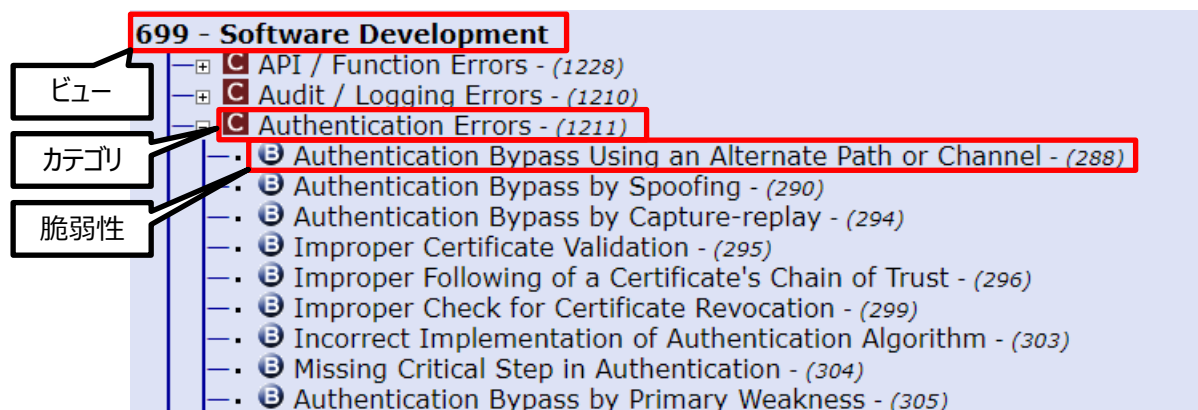 699 - Software Development
ビュー
C API / Function Errors - (1228)
C Audit / Logging Errors - (1210)
C Authentication Errors - (1211)
カテゴリ
B Authentication Bypass Using an Alternate Path or Channel - (288)
B Authentication Bypass by Spoofing - (290)
脆弱性
B Authentication Bypass by Capture-replay - (294)
B Improper Certificate Validation - (295)
B Improper Following of a Certificate's Chain of Trust - (296)
B Improper Check for Certificate Revocation - (299)
B Incorrect Implementation of Authentication Algorithm - (303)
B Missing Critical Step in Authentication - (304)
B Authentication Bypass by Primary Weakness - (305)